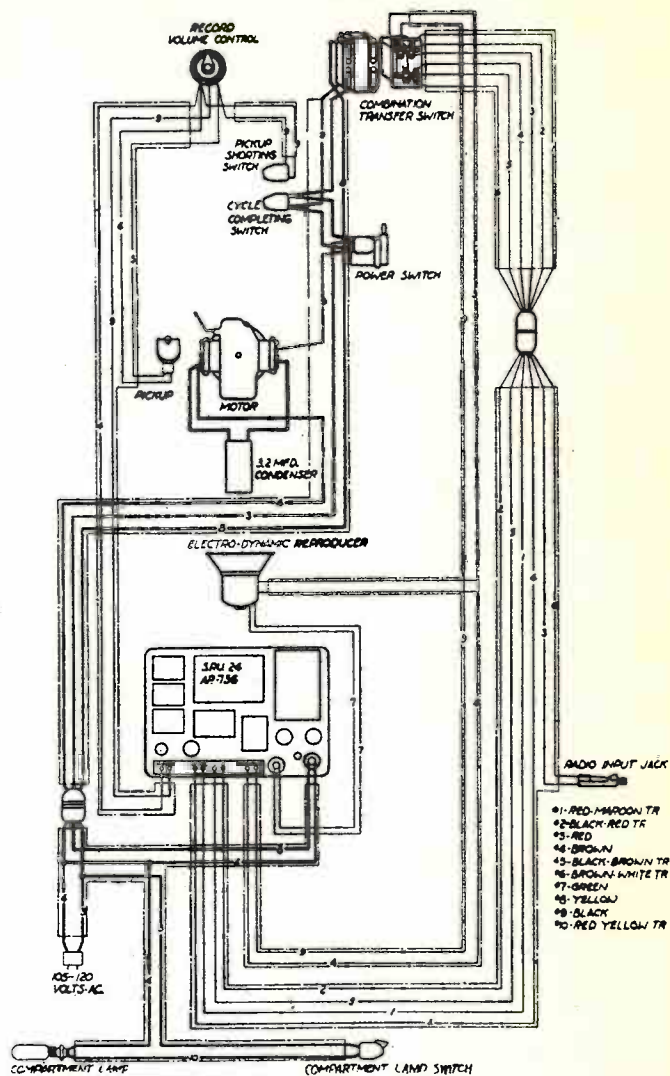 RECORD
VOLUME CONTROL
COMBINATION
TRANSFER SWITCH
PICKUP
SHORTING
SWITCH
CYCLE
COMPLETING
SWITCH
POWER SWITCH
PICKUP
MOTOR
3.2 MFD.
CONDENSER
ELECTRO-DYNAMIC REPRODUCER
S.P.U. 26
AP-736
RADIO INPUT JACK
#1-RED-MAROON TR
#2-BLACK-RED TR
#3-RED
#4-BROWN
#5-BLACK-BROWN TR
#6-BROWN-WHITE TR
#7-GREEN
#8-YELLOW
#9-BLACK
#10-RED YELLOW TR
105-120
VOLTS-AC.
COMPARTMENT LAMP
COMPARTMENT LAMP SWITCH